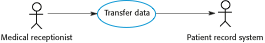 Transfer data
Medical receptionist
Patient record system